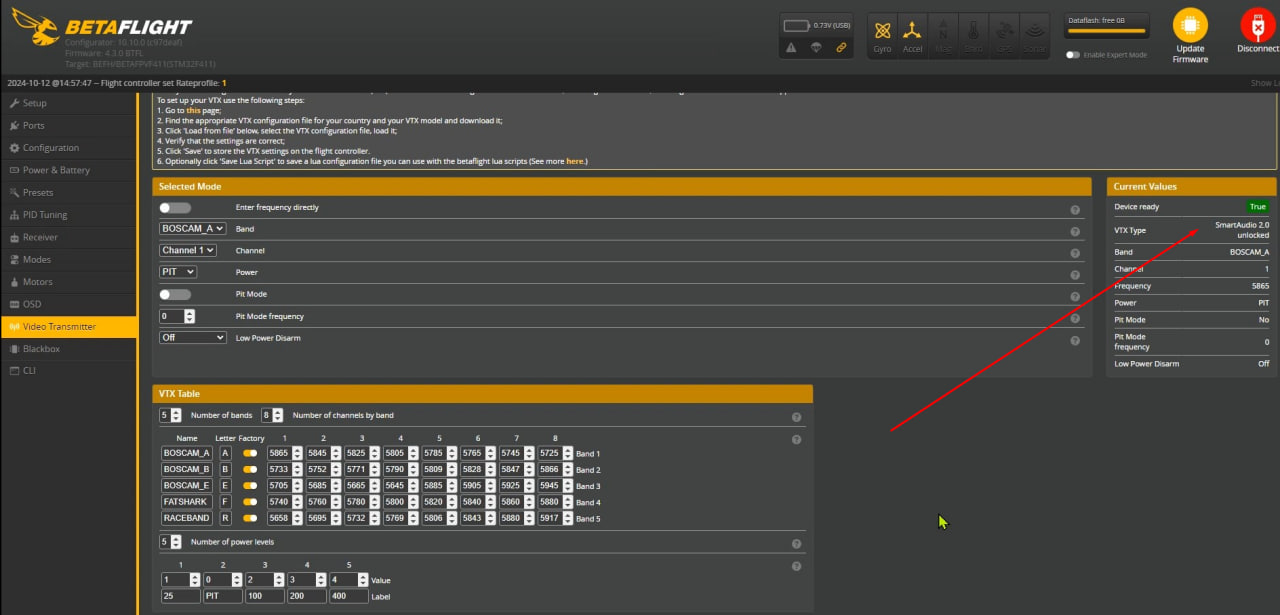 BETAFLIGHT
Configurator: 10.10.0 (c97deaf)
Firmware: 4.3.0 BTFL
Target: BEFH/BETAFPVF411(STM32F411)
0.73V (USB)
Gyro Accel Mag Baro GPS Sonar
Dataflash: free 0B
Enable Expert Mode
Update Firmware
Disconnect
2024-10-12 @14:57:47 -- Flight controller set Rateprofile: 1
Show
Setup
Ports
Configuration
Power & Battery
Presets
PID Tuning
Receiver
Modes
Motors
OSD
Video Transmitter
Blackbox
CLI
To set up your VTX use the following steps:
1. Go to this page;
2. Find the appropriate VTX configuration file for your country and your VTX model and download it;
3. Click 'Load from file' below, select the VTX configuration file, load it;
4. Verify that the settings are correct;
5. Click 'Save' to store the VTX settings on the flight controller.
6. Optionally click 'Save Lua Script' to save a lua configuration file you can use with the betaflight lua scripts (See more here.)
Selected Mode
Enter frequency directly
BOSCAM_A Band
Channel 1 Channel
PIT Power
Pit Mode
0 Pit Mode frequency
Off Low Power Disarm
Current Values
Device ready True
VTX Type SmartAudio 2.0
unlocked
Band BOSCAM_A
Channel 1
Frequency 5865
Power PIT
Pit Mode No
Pit Mode
frequency 0
Low Power Disarm Off
VTX Table
5 Number of bands 8 Number of channels by band
Name Letter Factory 1 2 3 4 5 6 7 8
BOSCAM_A A 5865 5845 5825 5805 5785 5765 5745 5725 Band 1
BOSCAM_B B 5733 5752 5771 5790 5809 5828 5847 5866 Band 2
BOSCAM_E E 5705 5685 5665 5645 5885 5905 5925 5945 Band 3
FATSHARK F 5740 5760 5780 5800 5820 5840 5860 5880 Band 4
RACEBAND R 5658 5695 5732 5769 5806 5843 5880 5917 Band 5
5 Number of power levels
1 2 3 4 5
1 0 2 3 4 Value
25 PIT 100 200 400 Label